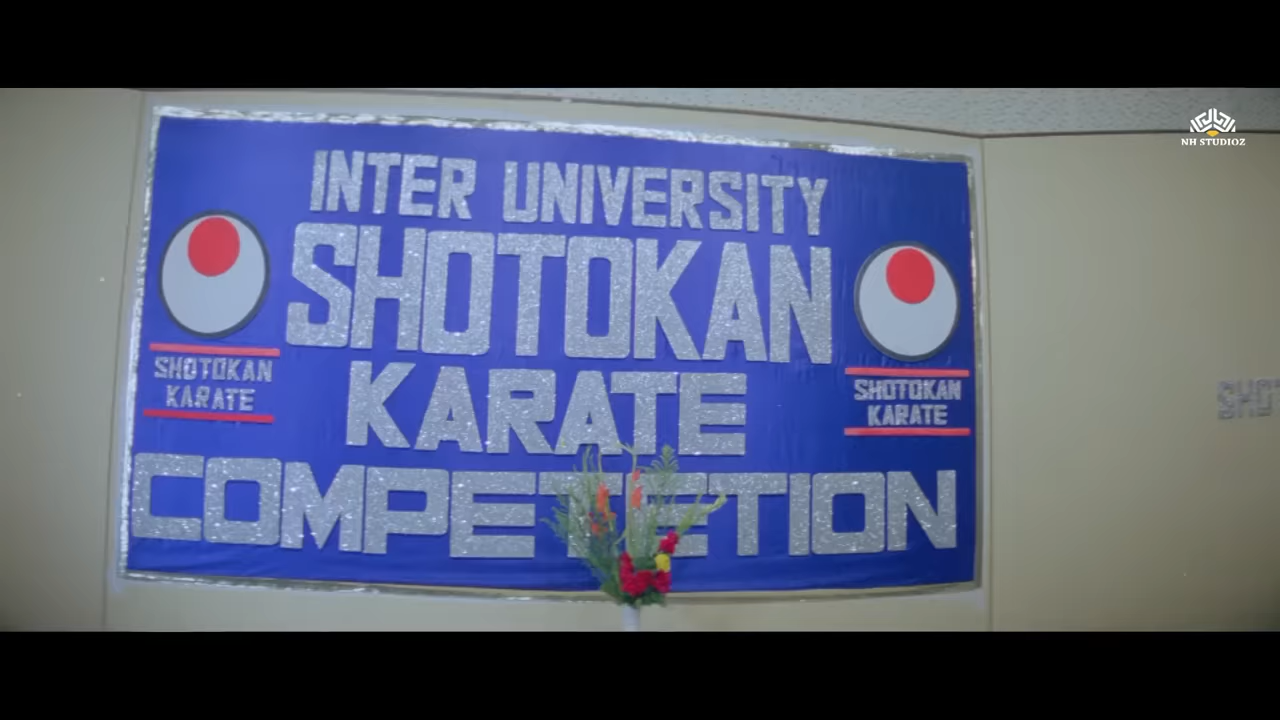 NH STUDIOZ
INTER UNIVERSITY
SHOTOKAN
KARATE
COMPETETION
SHOTOKAN
KARATE
SHOTOKAN
KARATE